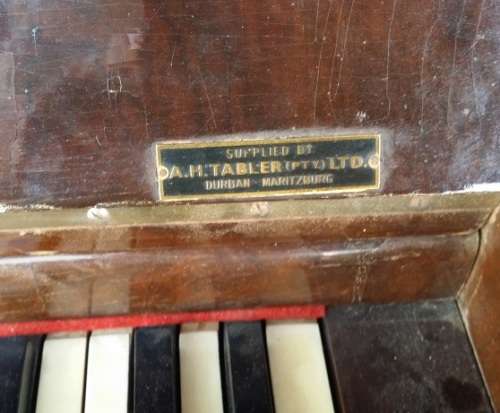 SUPPLIED BY
A.H. TABLER (PTY) LTD.
DURBAN - MARITZBURG